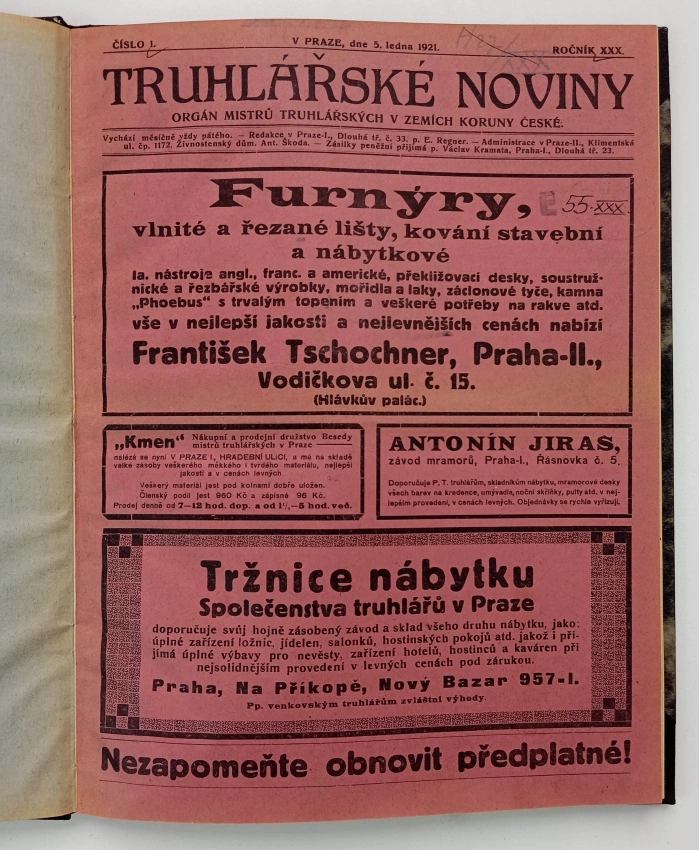 ČÍSLO 1.
V PRAZE, dne 5. ledna 1921.
ROČNÍK XXX.
TRUHLÁŘSKÉ NOVINY
ORGÁN MISTRŮ TRUHLÁŘSKÝCH V ZEMÍCH KORUNY ČESKÉ.
Vychází měsíčně vždy pátého. — Redakce v Praze-I., Dlouhá tř. č. 33. p. E. Regner. — Administrace v Praze-II., Klimentská
ul. čp. 1172, Živnostenský dům. Ant. Škoda. — Zásilky peněžní přijímá p. Václav Kramata, Praha-I., Dlouhá tř. 23.
Furnýry,
55·XXX.
vlnité a řezané lišty, kování stavební
a nábytkové
Ia. nástroje angl., franc. a americké, překližovací desky, soustruž-
nické a řezbářské výrobky, mořidla a laky, záclonové tyče, kamna
„Phoebus“ s trvalým topením a veškeré potřeby na rakve atd.
vše v nejlepší jakosti a nejlevnějších cenách nabízí
František Tschochner, Praha-II.,
Vodičkova ul. č. 15.
(Hlávkův palác.)
„Kmen“ Nákupní a prodejní družstvo Besedy
mistrů truhlářských v Praze
nalézá se nyní V PRAZE I., HRADEBNÍ ULICI, a má na skladě
velké zásoby veškerého měkkého i tvrdého materiálu, nejlepší
jakosti a v cenách levných.
Veškerý materiál jest pod kolnami dobře uložen.
Členský podíl jest 960 Kč a zápisné 96 Kč.
Prodej denně od 7—12 hod. dop. a od 1½—5 hod. več.
ANTONÍN JIRAS,
závod mramorů, Praha-I., Řásnovka č. 5.
Doporučuje P. T. truhlářům, skladníkům nábytku, mramorové desky
všech barev na kredence, umývadla, noční skříňky, pulty atd. v nej-
lepším provedení, v cenách levných. Objednávky se rychle vyřizují.
Tržnice nábytku
Společenstva truhlářů v Praze
doporučuje svůj hojně zásobený závod a sklad všeho druhu nábytku, jako:
úplné zařízení ložnic, jídelen, salonků, hostinských pokojů atd. jakož i při-
jímá úplné výbavy pro nevěsty, zařízení hotelů, hostinců a kaváren při
nejsolidnějším provedení v levných cenách pod zárukou.
Praha, Na Příkopě, Nový Bazar 957-I.
Pp. venkovským truhlářům zvláštní výhody.
Nezapomeňte obnovit předplatné!